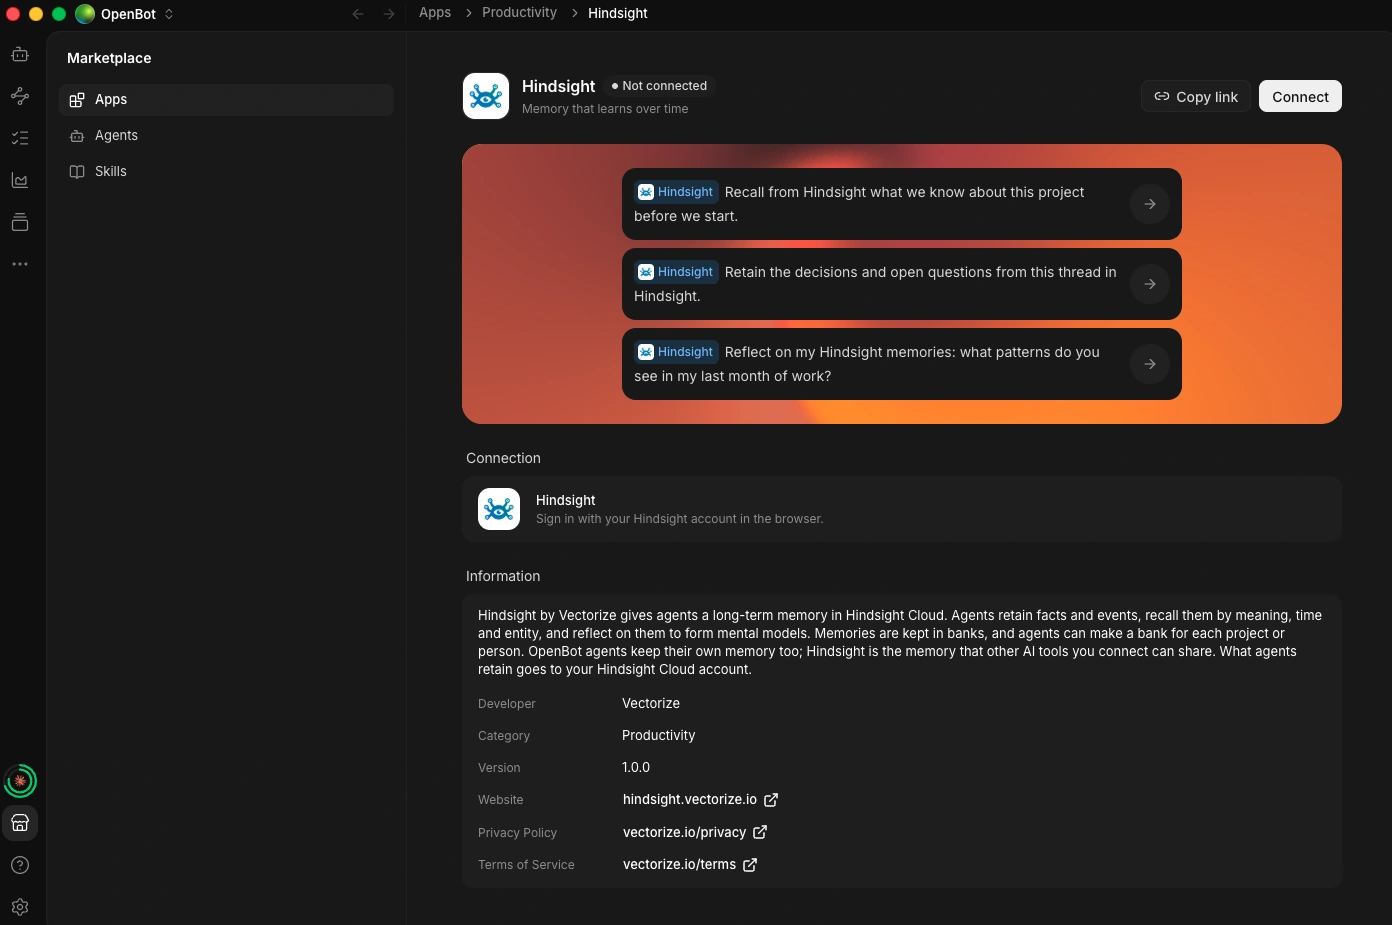 OpenBot
Apps > Productivity > Hindsight
Marketplace
Apps
Agents
Skills
Hindsight
Not connected
Memory that learns over time
Copy link
Connect
Hindsight Recall from Hindsight what we know about this project
before we start.
Hindsight Retain the decisions and open questions from this thread in
Hindsight.
Hindsight Reflect on my Hindsight memories: what patterns do you
see in my last month of work?
Connection
Hindsight
Sign in with your Hindsight account in the browser.
Information
Hindsight by Vectorize gives agents a long-term memory in Hindsight Cloud. Agents retain facts and events, recall them by meaning, time
and entity, and reflect on them to form mental models. Memories are kept in banks, and agents can make a bank for each project or
person. OpenBot agents keep their own memory too; Hindsight is the memory that other AI tools you connect can share. What agents
retain goes to your Hindsight Cloud account.
Developer Vectorize
Category Productivity
Version 1.0.0
Website hindsight.vectorize.io
Privacy Policy vectorize.io/privacy
Terms of Service vectorize.io/terms